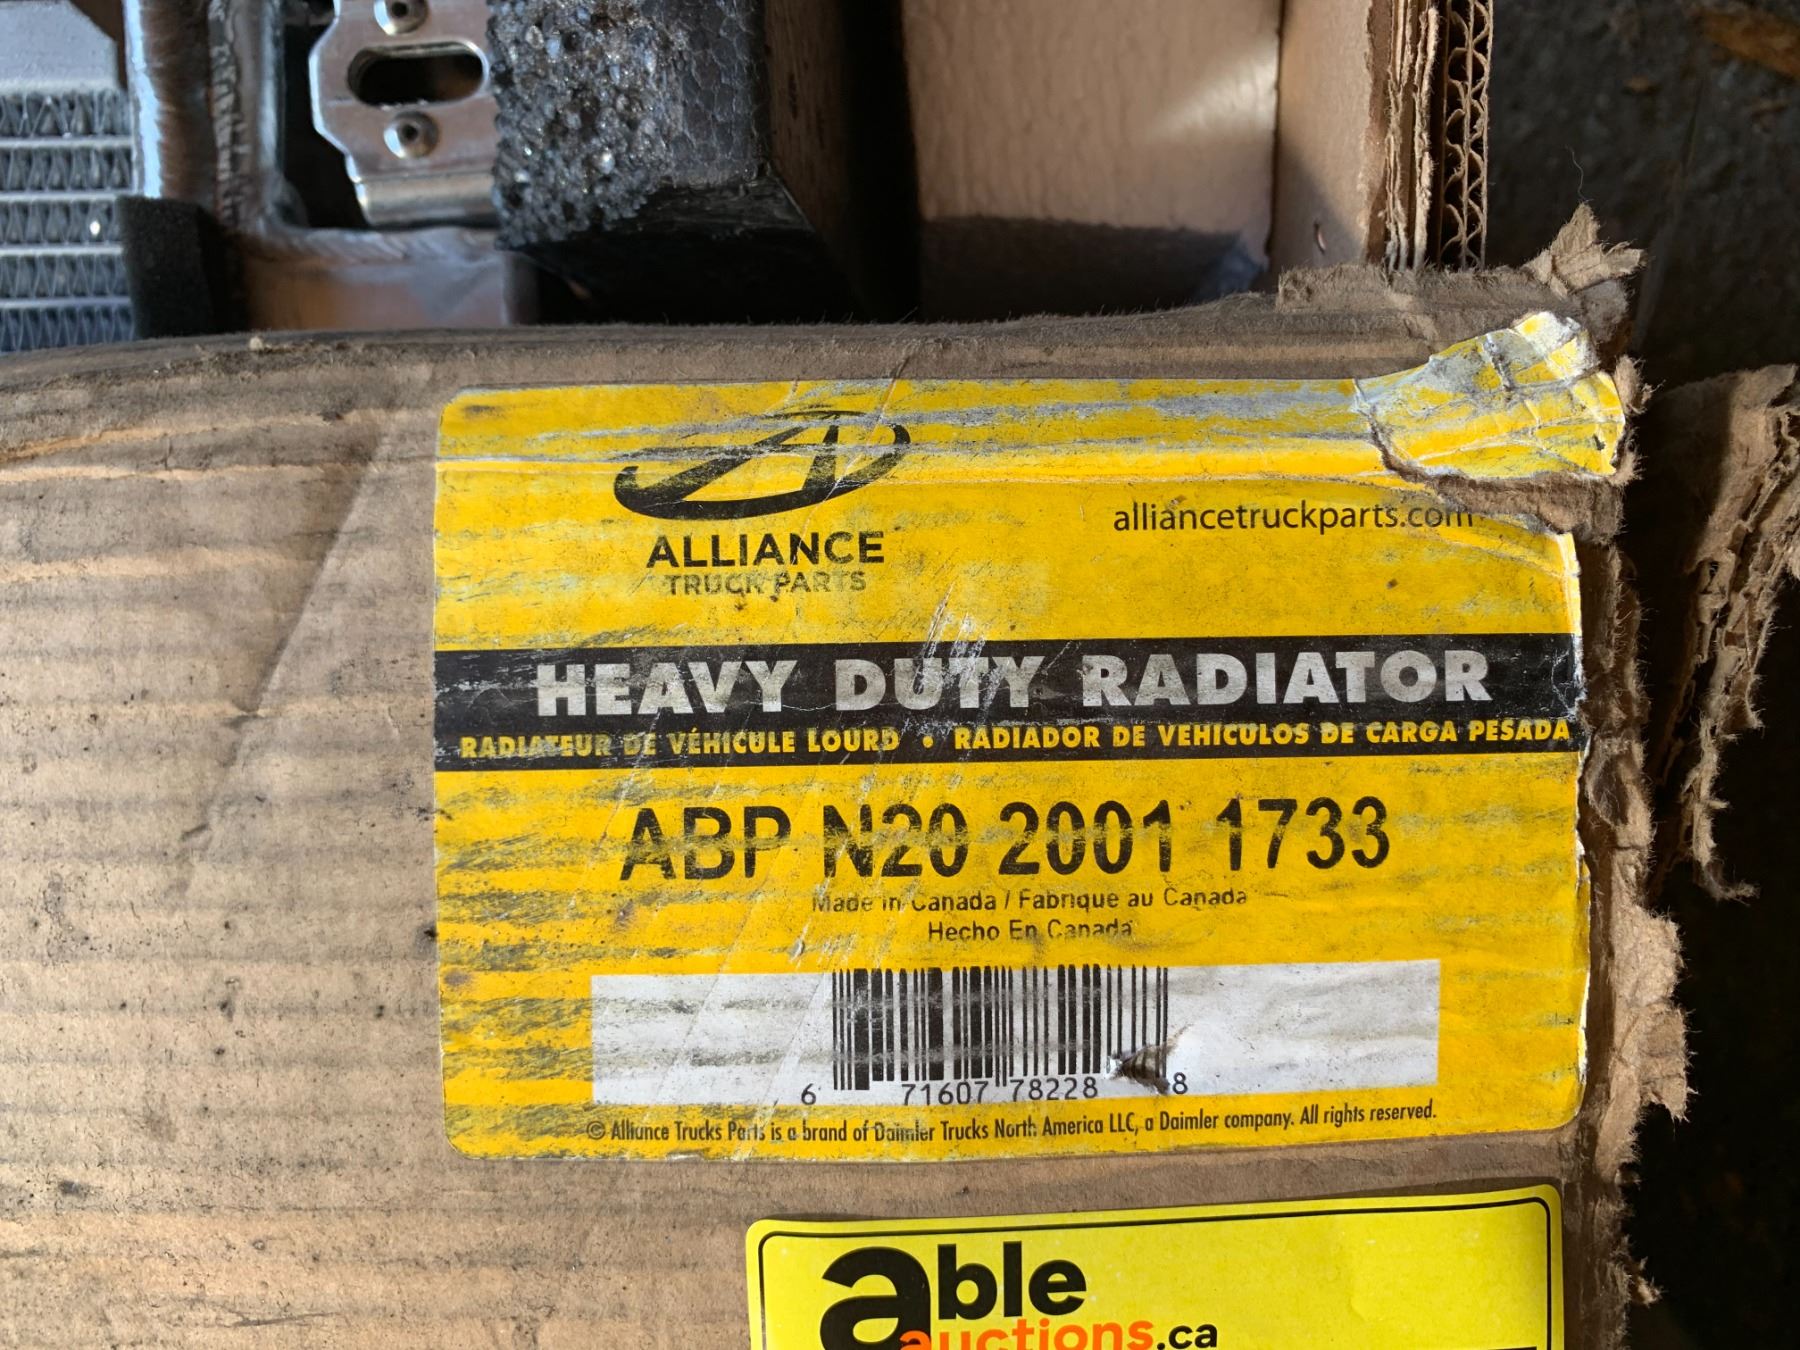 alliancetruckparts.com
ALLIANCE
TRUCK PARTS
HEAVY DUTY RADIATOR
RADIATEUR DE VÉHICULE LOURD • RADIADOR DE VEHICULOS DE CARGA PESADA
ABP N20 2001 1733
Made in Canada / Fabrique au Canada
Hecho En Canada
6 71607 78228 8
© Alliance Trucks Parts is a brand of Daimler Trucks North America LLC, a Daimler company. All rights reserved.
able
auctions.ca